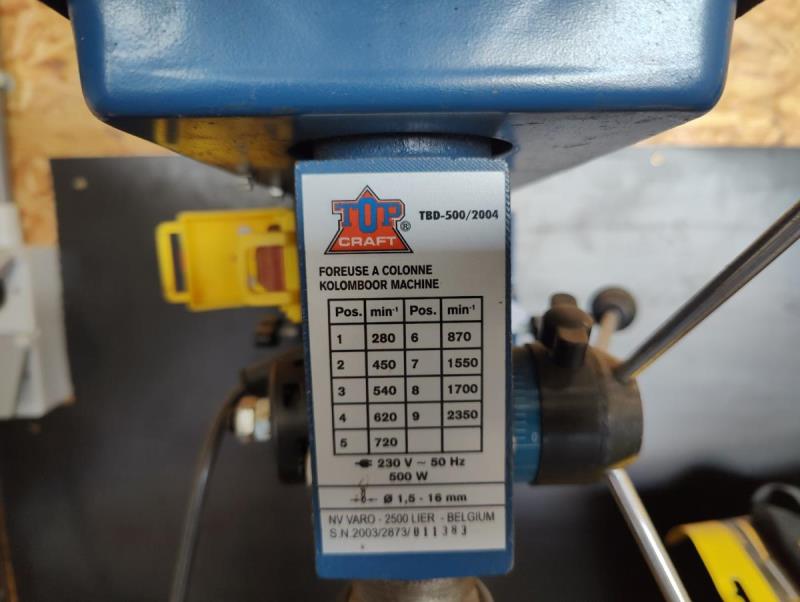 TOP CRAFT ®
TBD-500/2004
FOREUSE A COLONNE
KOLOMBOOR MACHINE
Pos. min⁻¹ Pos. min⁻¹
1 280 6 870
2 450 7 1550
3 540 8 1700
4 620 9 2350
5 720
230 V ~ 50 Hz
500 W
Ø 1,5 - 16 mm
NV VARO - 2500 LIER - BELGIUM
S.N.2003/2873/011383
0